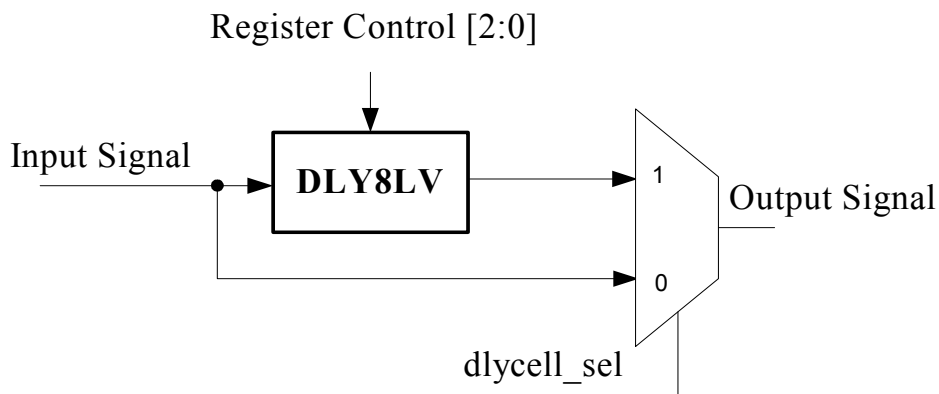 Register Control [2:0]
Input Signal
DLY8LV
1
Output Signal
0
dlycell_sel